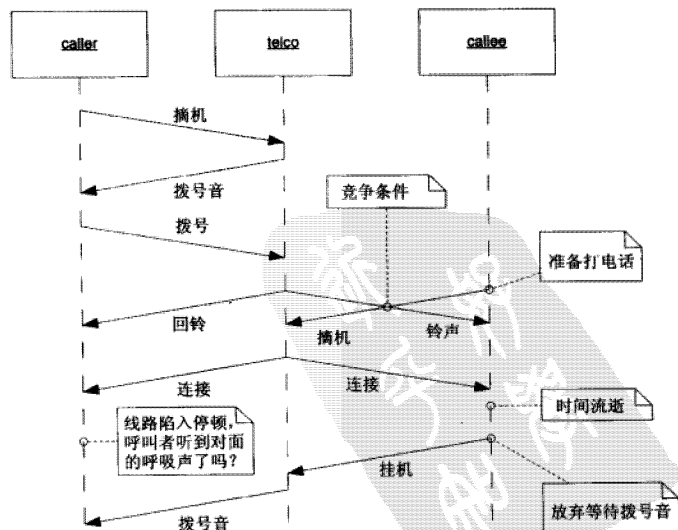 caller
telco
callee
摘机
拨号音
竞争条件
拨号
准备打电话
回铃
摘机
铃声
连接
连接
时间流逝
线路陷入停顿,
呼叫者听到对面
的呼吸声了吗?
挂机
放弃等待拨号音
拨号音